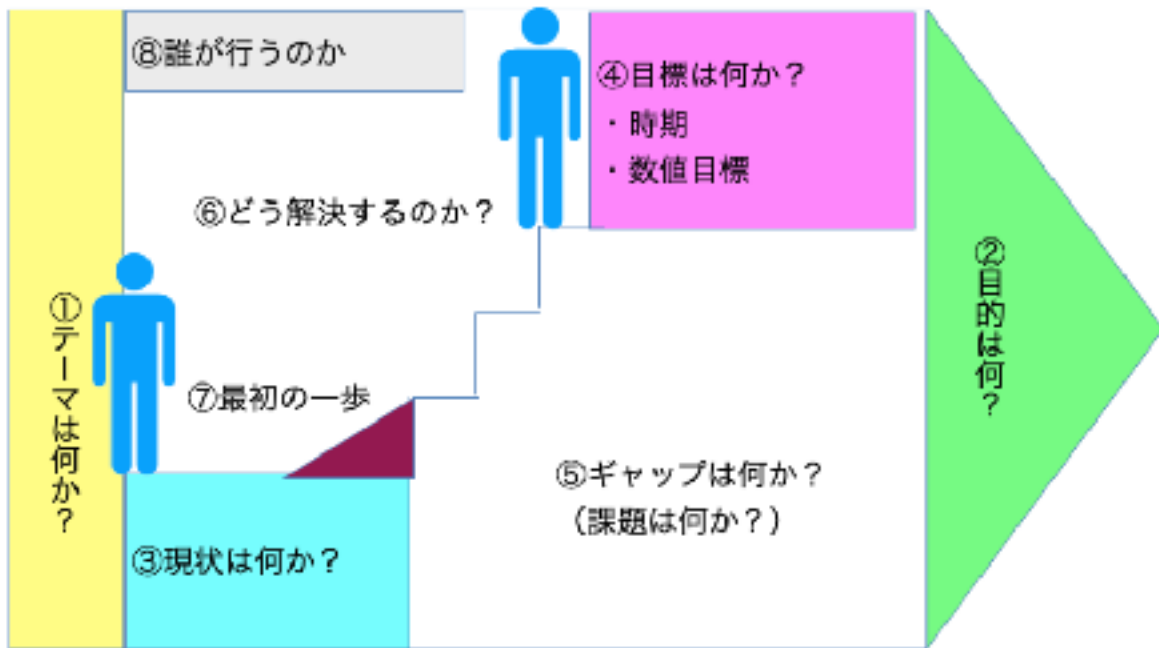 ⑧誰が行うのか
④目標は何か？
・時期
・数値目標
⑥どう解決するのか？
①テーマは何か？
②目的は何？
⑦最初の一歩
⑤ギャップは何か？
（課題は何か？）
③現状は何か？